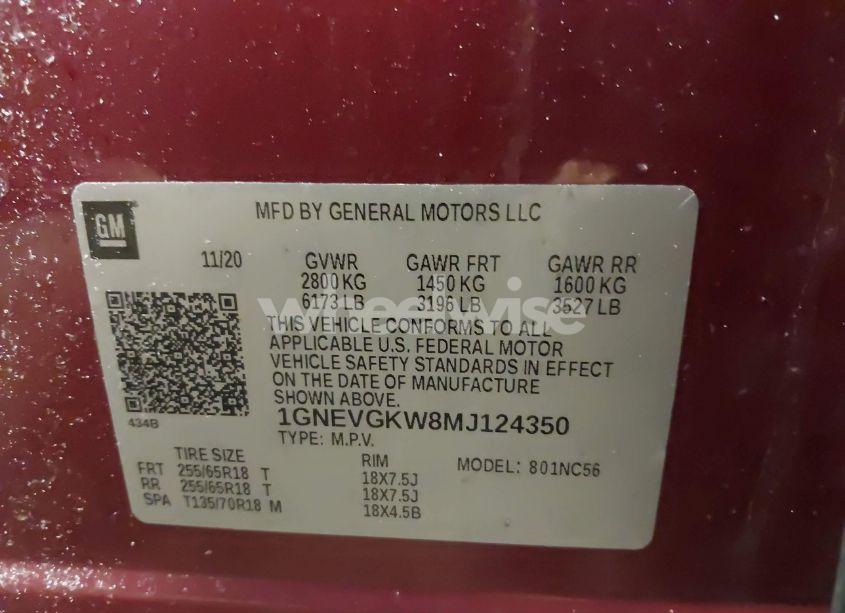 GM
MFD BY GENERAL MOTORS LLC
11/20 GVWR GAWR FRT GAWR RR
2800 KG 1450 KG 1600 KG
6173 LB 3196 LB 3527 LB
wheelwise
THIS VEHICLE CONFORMS TO ALL
APPLICABLE U.S. FEDERAL MOTOR
VEHICLE SAFETY STANDARDS IN EFFECT
ON THE DATE OF MANUFACTURE
SHOWN ABOVE.
434B
1GNEVGKW8MJ124350
TYPE: M.P.V.
TIRE SIZE RIM MODEL: 801NC56
FRT 255/65R18 T 18X7.5J
RR 255/65R18 T 18X7.5J
SPA T135/70R18 M 18X4.5B